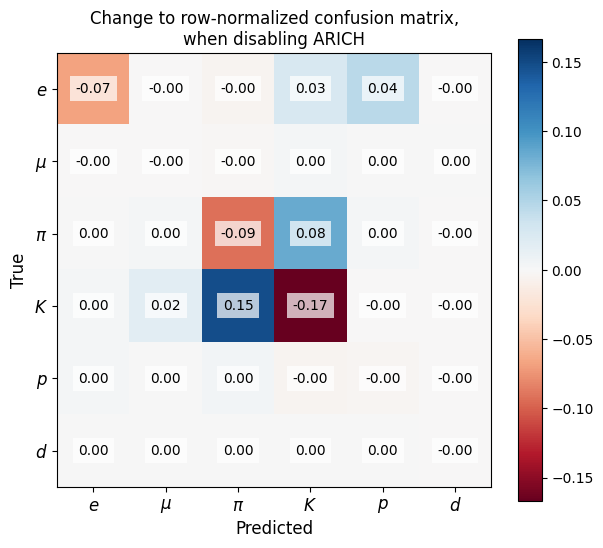 Change to row-normalized confusion matrix,
when disabling ARICH
e -0.07 -0.00 -0.00 0.03 0.04 -0.00
μ -0.00 -0.00 -0.00 0.00 0.00 0.00
π 0.00 0.00 -0.09 0.08 0.00 -0.00
K 0.00 0.02 0.15 -0.17 -0.00 -0.00
p 0.00 0.00 0.00 -0.00 -0.00 -0.00
d 0.00 0.00 0.00 0.00 0.00 -0.00
e μ π K p d
Predicted
True
0.15
0.10
0.05
0.00
−0.05
−0.10
−0.15